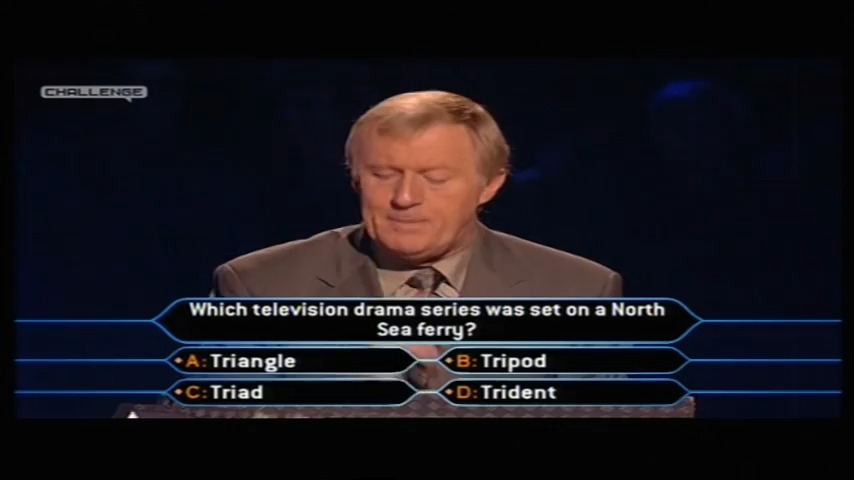 CHALLENGE
Which television drama series was set on a North
Sea ferry?
A: Triangle
B: Tripod
C: Triad
D: Trident